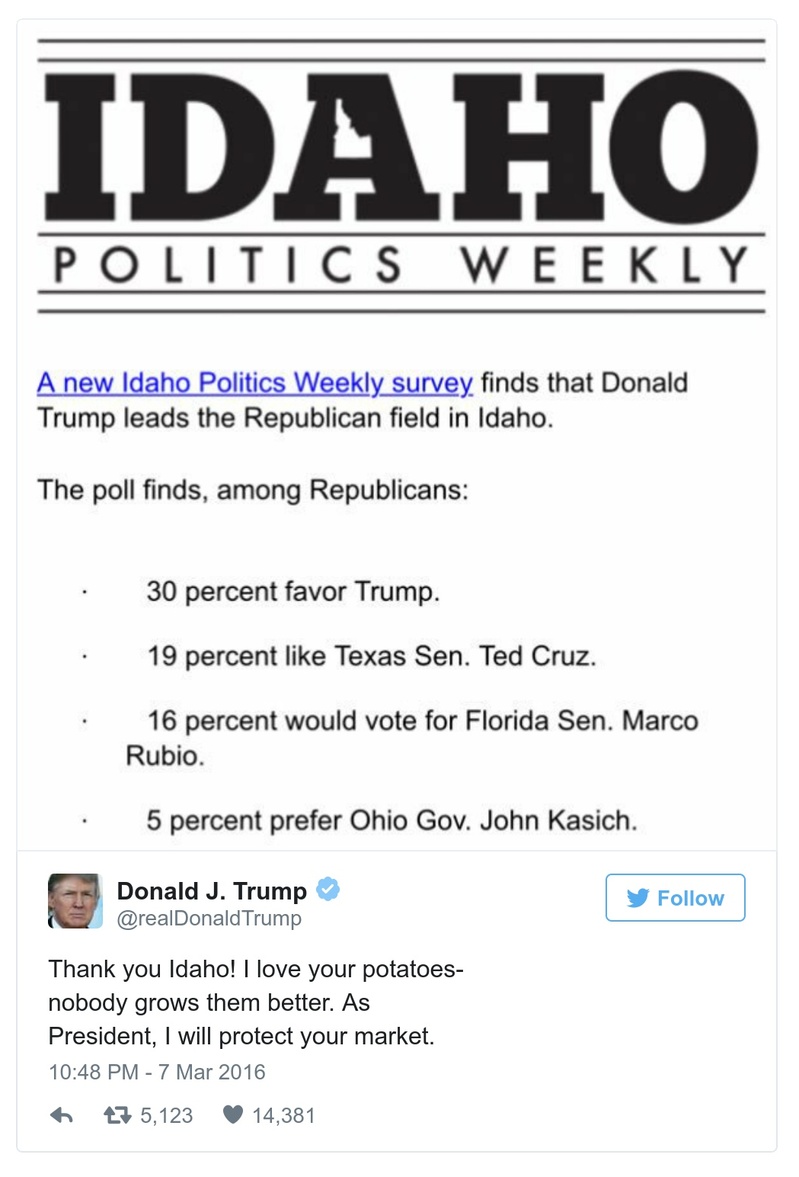 IDAHO
POLITICS WEEKLY
A new Idaho Politics Weekly survey finds that Donald
Trump leads the Republican field in Idaho.
The poll finds, among Republicans:
· 30 percent favor Trump.
· 19 percent like Texas Sen. Ted Cruz.
· 16 percent would vote for Florida Sen. Marco
Rubio.
· 5 percent prefer Ohio Gov. John Kasich.
Donald J. Trump
@realDonaldTrump
Follow
Thank you Idaho! I love your potatoes-
nobody grows them better. As
President, I will protect your market.
10:48 PM - 7 Mar 2016
5,123 14,381